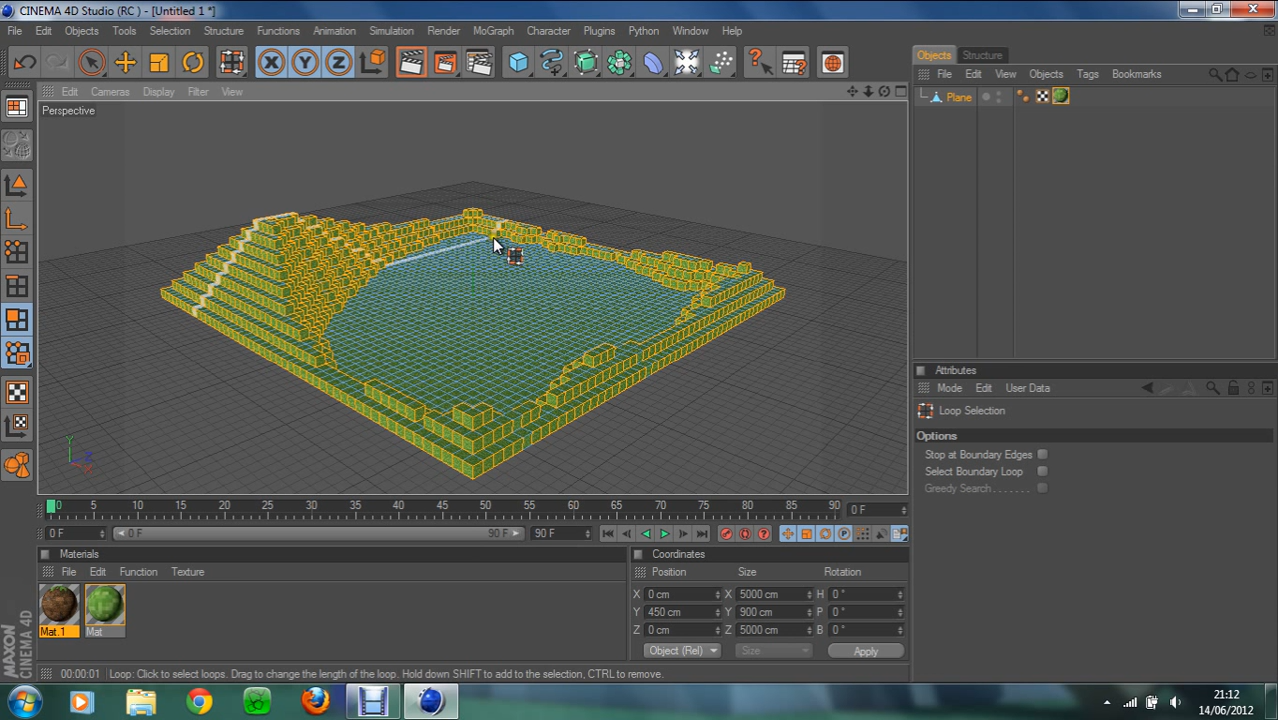 CINEMA 4D Studio (RC ) - [Untitled 1 *]
File Edit Objects Tools Selection Structure Functions Animation Simulation Render MoGraph Character Plugins Python Window Help
Objects Structure
File Edit View Objects Tags Bookmarks
Edit Cameras Display Filter View
Plane
Perspective
X Y Z
Attributes
Mode Edit User Data
Loop Selection
Options
Stop at Boundary Edges
Select Boundary Loop
Greedy Search . . . . . . .
Y
Z
X
0 5 10 15 20 25 30 35 40 45 50 55 60 65 70 75 80 85 90 0 F
0 F 0 F 90 F 90 F
Materials
File Edit Function Texture
Mat.1 Mat
Coordinates
Position Size Rotation
X 0 cm X 5000 cm H 0 °
Y 450 cm Y 900 cm P 0 °
Z 0 cm Z 5000 cm B 0 °
Object (Rel) Size Apply
MAXON
CINEMA 4D
00:00:01 Loop: Click to select loops. Drag to change the length of the loop. Hold down SHIFT to add to the selection, CTRL to remove.
21:12
14/06/2012